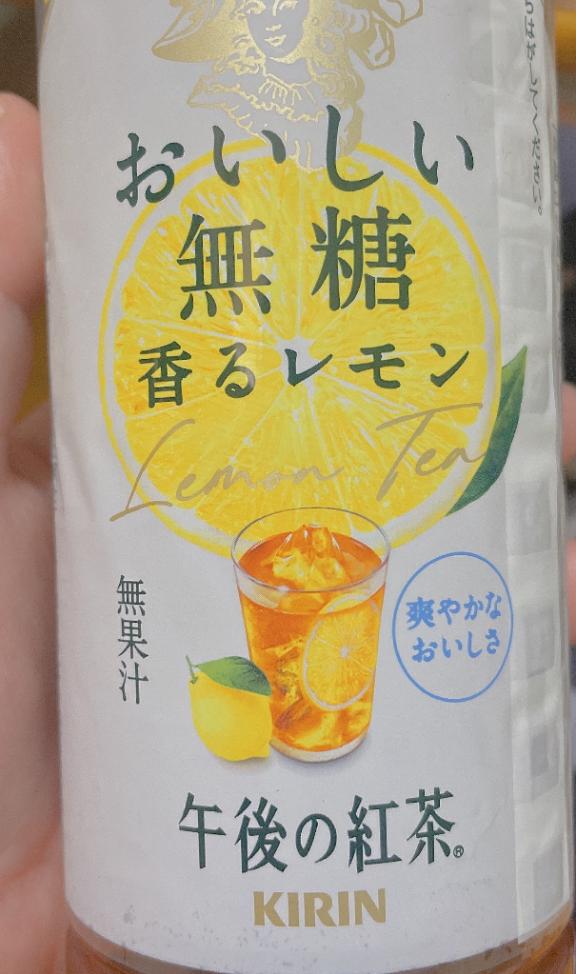 おいしい
無糖
香るレモン
Lemon Tea
無果汁
爽やかな
おいしさ
午後の紅茶®
KIRIN